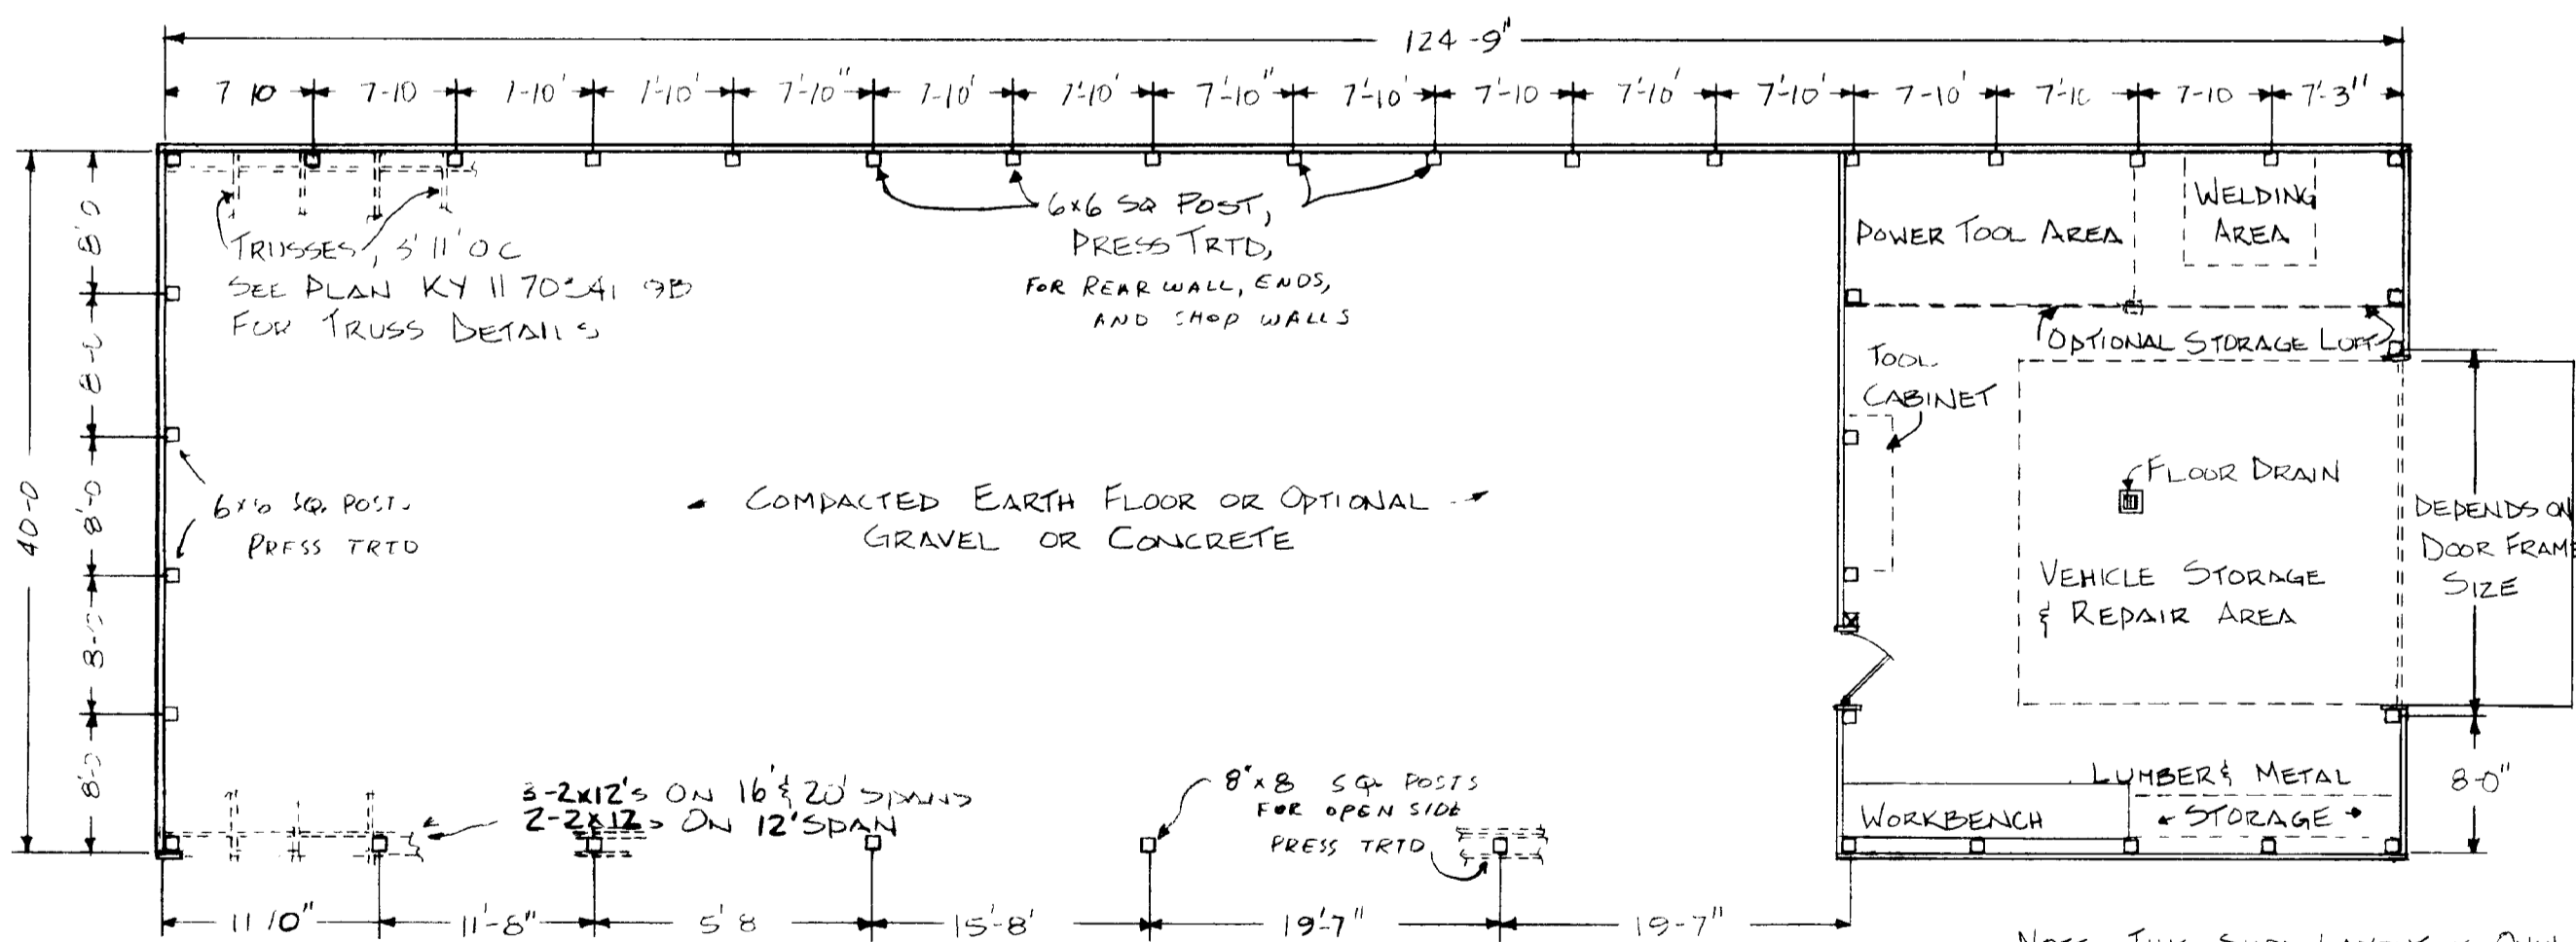 124-9"
7 10 7-10 7-10' 7'-10' 7'-10" 7-10' 7'-10' 7'-10" 7'-10' 7-10 7'-10' 7'-10' 7-10' 7-10 7-10 7'-3"
40-0
8'0
8-0
8'-0
8-0
8'-0
TRUSSES, 5' 11' OC
SEE PLAN KY 11
FOR TRUSS DETAILS
6x6 SQ POST,
PRESS TRTD,
FOR REAR WALL, ENDS,
AND SHOP WALLS
POWER TOOL AREA
WELDING
AREA
OPTIONAL STORAGE LOFT
TOOL
CABINET
6x6 SQ. POST.
PRESS TRTD
COMPACTED EARTH FLOOR OR OPTIONAL
GRAVEL OR CONCRETE
FLOOR DRAIN
DEPENDS ON
DOOR FRAME
SIZE
VEHICLE STORAGE
& REPAIR AREA
3-2x12's ON 16' & 20' SPANS
2-2x12s ON 12' SPAN
8"x8 SQ. POSTS
FOR OPEN SIDE
PRESS TRTD
LUMBER & METAL
STORAGE
WORKBENCH
8-0"
11 10" 11'-8" 5'8 15'-8' 19'-7" 19-7"